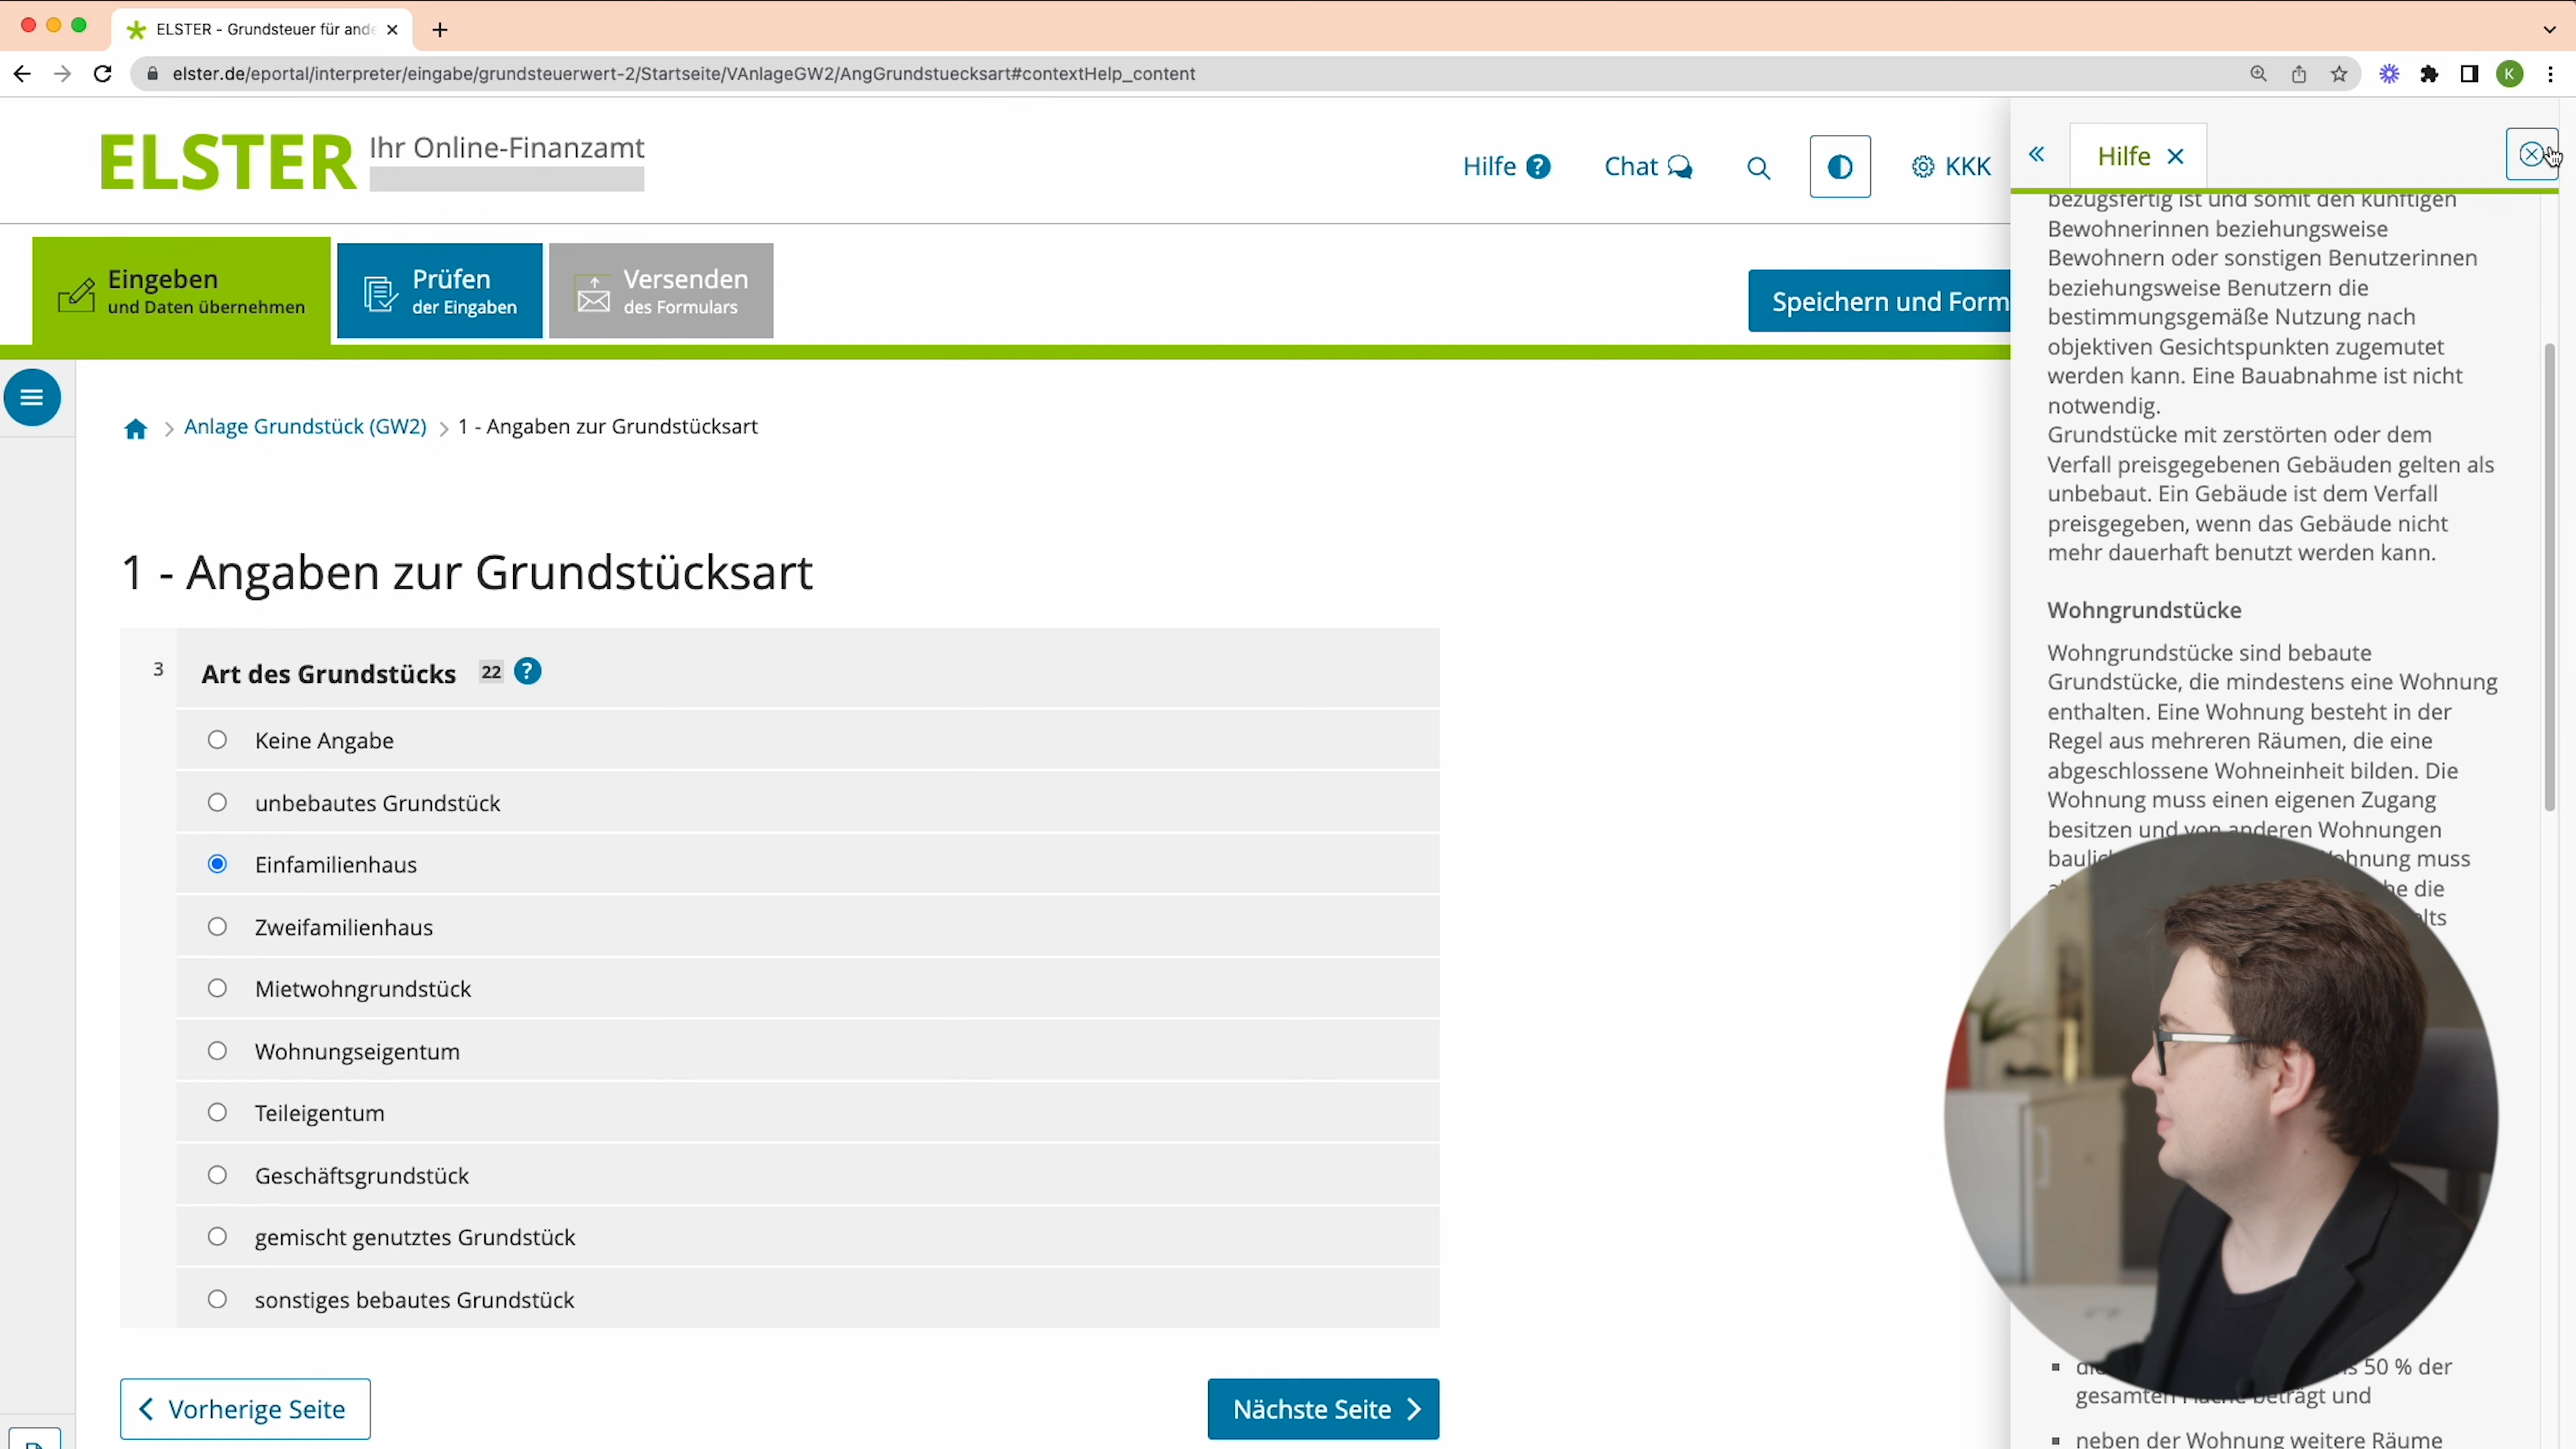 ELSTER - Grundsteuer für and
elster.de/eportal/interpreter/eingabe/grundsteuerwert-2/Startseite/VAnlageGW2/AngGrundstuecksart#contextHelp_content
K
ELSTER
Ihr Online-Finanzamt
Hilfe ?
Chat
KKK
Eingeben
und Daten übernehmen
Prüfen
der Eingaben
Versenden
des Formulars
Speichern und Form
Anlage Grundstück (GW2) > 1 - Angaben zur Grundstücksart
1 - Angaben zur Grundstücksart
3 Art des Grundstücks 22 ?
Keine Angabe
unbebautes Grundstück
Einfamilienhaus
Zweifamilienhaus
Mietwohngrundstück
Wohnungseigentum
Teileigentum
Geschäftsgrundstück
gemischt genutztes Grundstück
sonstiges bebautes Grundstück
Vorherige Seite
Nächste Seite
Hilfe
bezugsfertig ist und somit den künftigen
Bewohnerinnen beziehungsweise
Bewohnern oder sonstigen Benutzerinnen
beziehungsweise Benutzern die
bestimmungsgemäße Nutzung nach
objektiven Gesichtspunkten zugemutet
werden kann. Eine Bauabnahme ist nicht
notwendig.
Grundstücke mit zerstörten oder dem
Verfall preisgegebenen Gebäuden gelten als
unbebaut. Ein Gebäude ist dem Verfall
preisgegeben, wenn das Gebäude nicht
mehr dauerhaft benutzt werden kann.
Wohngrundstücke
Wohngrundstücke sind bebaute
Grundstücke, die mindestens eine Wohnung
enthalten. Eine Wohnung besteht in der
Regel aus mehreren Räumen, die eine
abgeschlossene Wohneinheit bilden. Die
Wohnung muss einen eigenen Zugang
besitzen und von anderen Wohnungen
muss
die
50 % der
gesamten beträgt und
neben der Wohnung weitere Räume